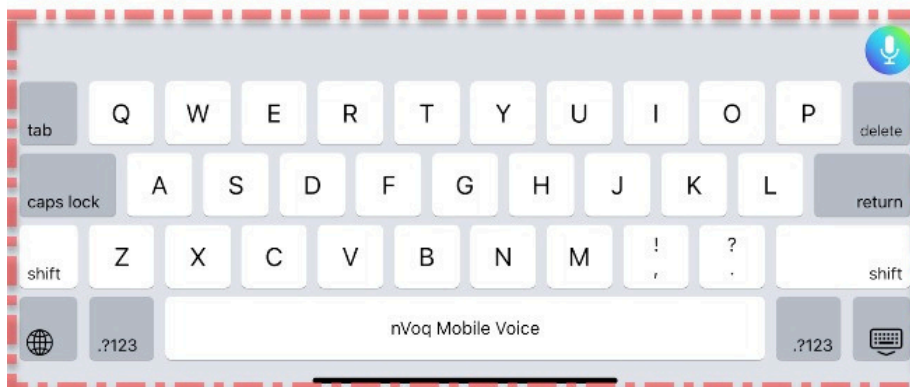 tab Q W E R T Y U I O P delete
caps lock A S D F G H J K L return
shift Z X C V B N M ! , ? . shift
.?123 nVoq Mobile Voice .?123